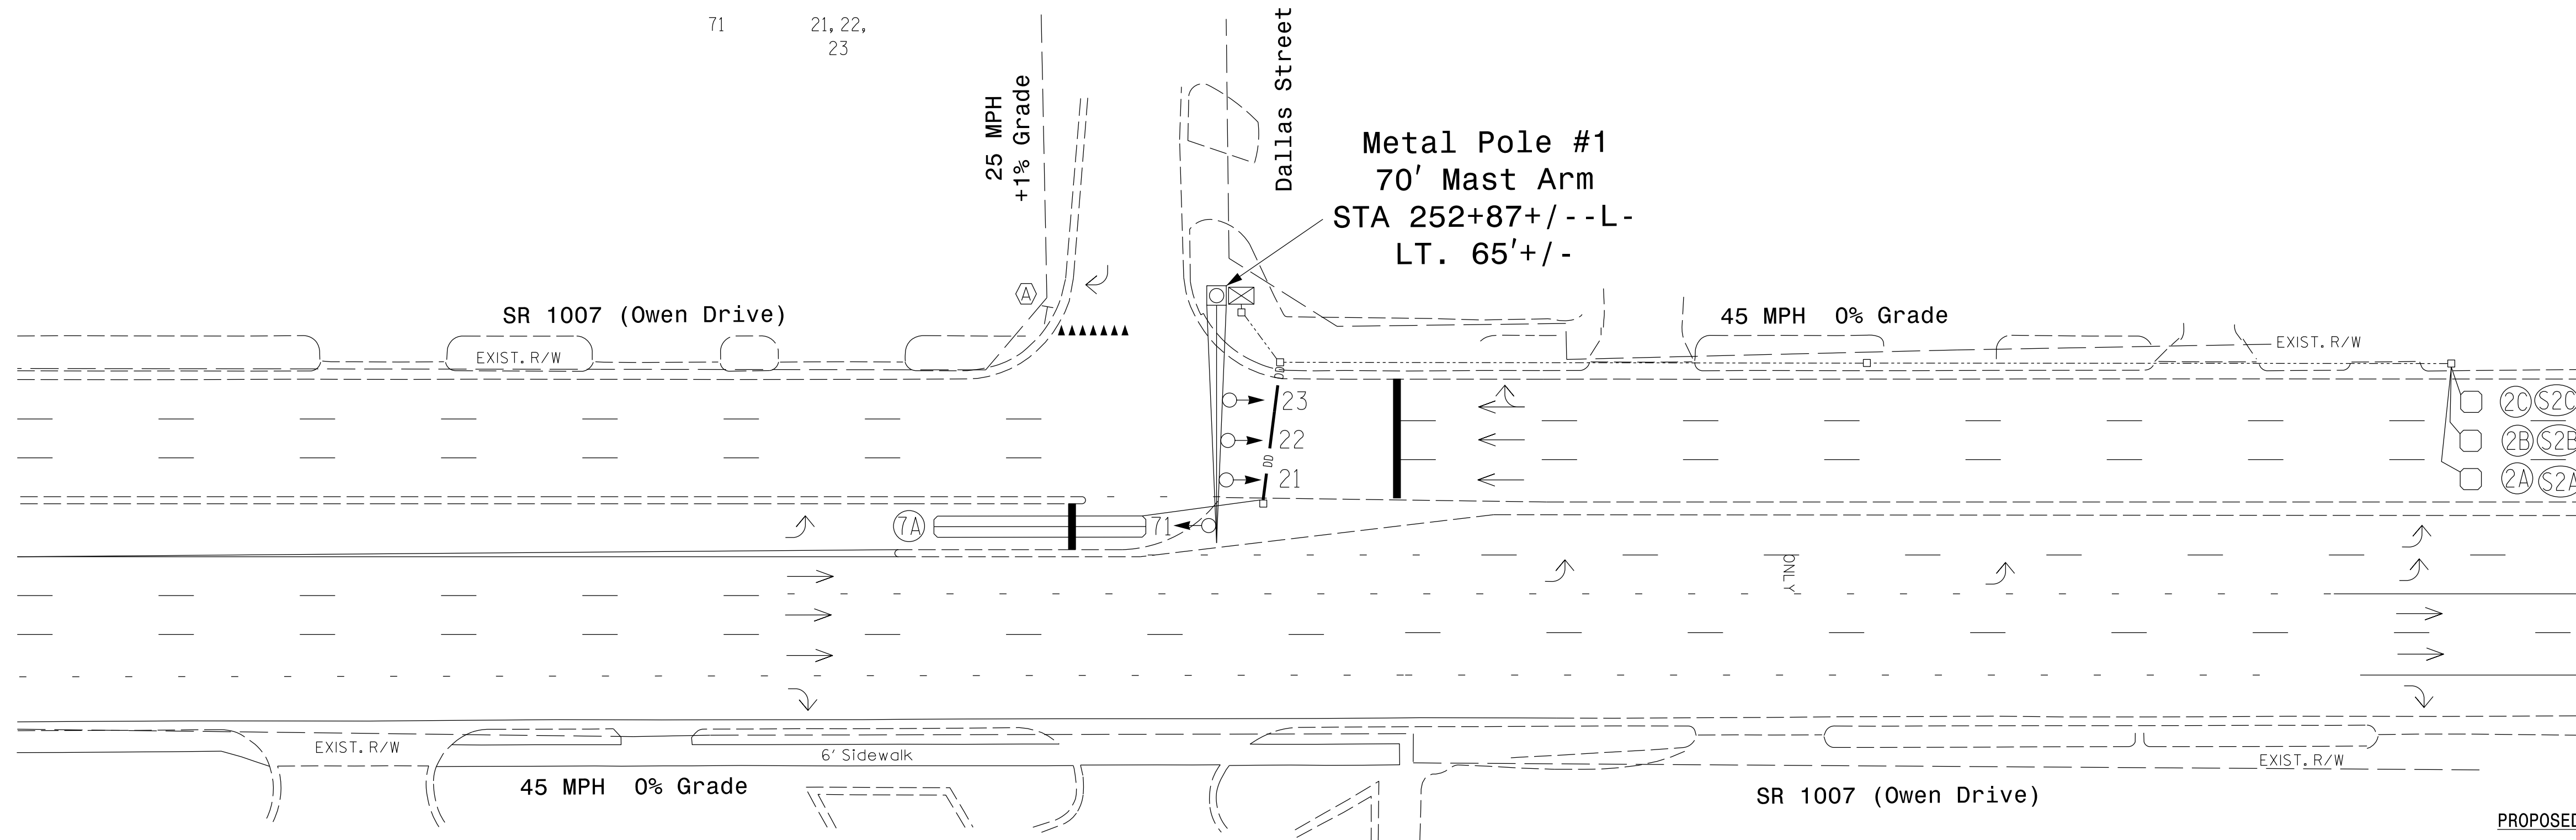 71
21, 22,
23
25 MPH
+1% Grade
Dallas Street
Metal Pole #1
70' Mast Arm
STA 252+87+/--L-
LT. 65'+/-
A
SR 1007 (Owen Drive)
45 MPH 0% Grade
EXIST. R/W
EXIST. R/W
DD
23
22
DD
21
2C S2C
2B S2B
2A S2A
7A
71
ONLY
EXIST. R/W
6' Sidewalk
EXIST. R/W
45 MPH 0% Grade
SR 1007 (Owen Drive)
PROPOSED